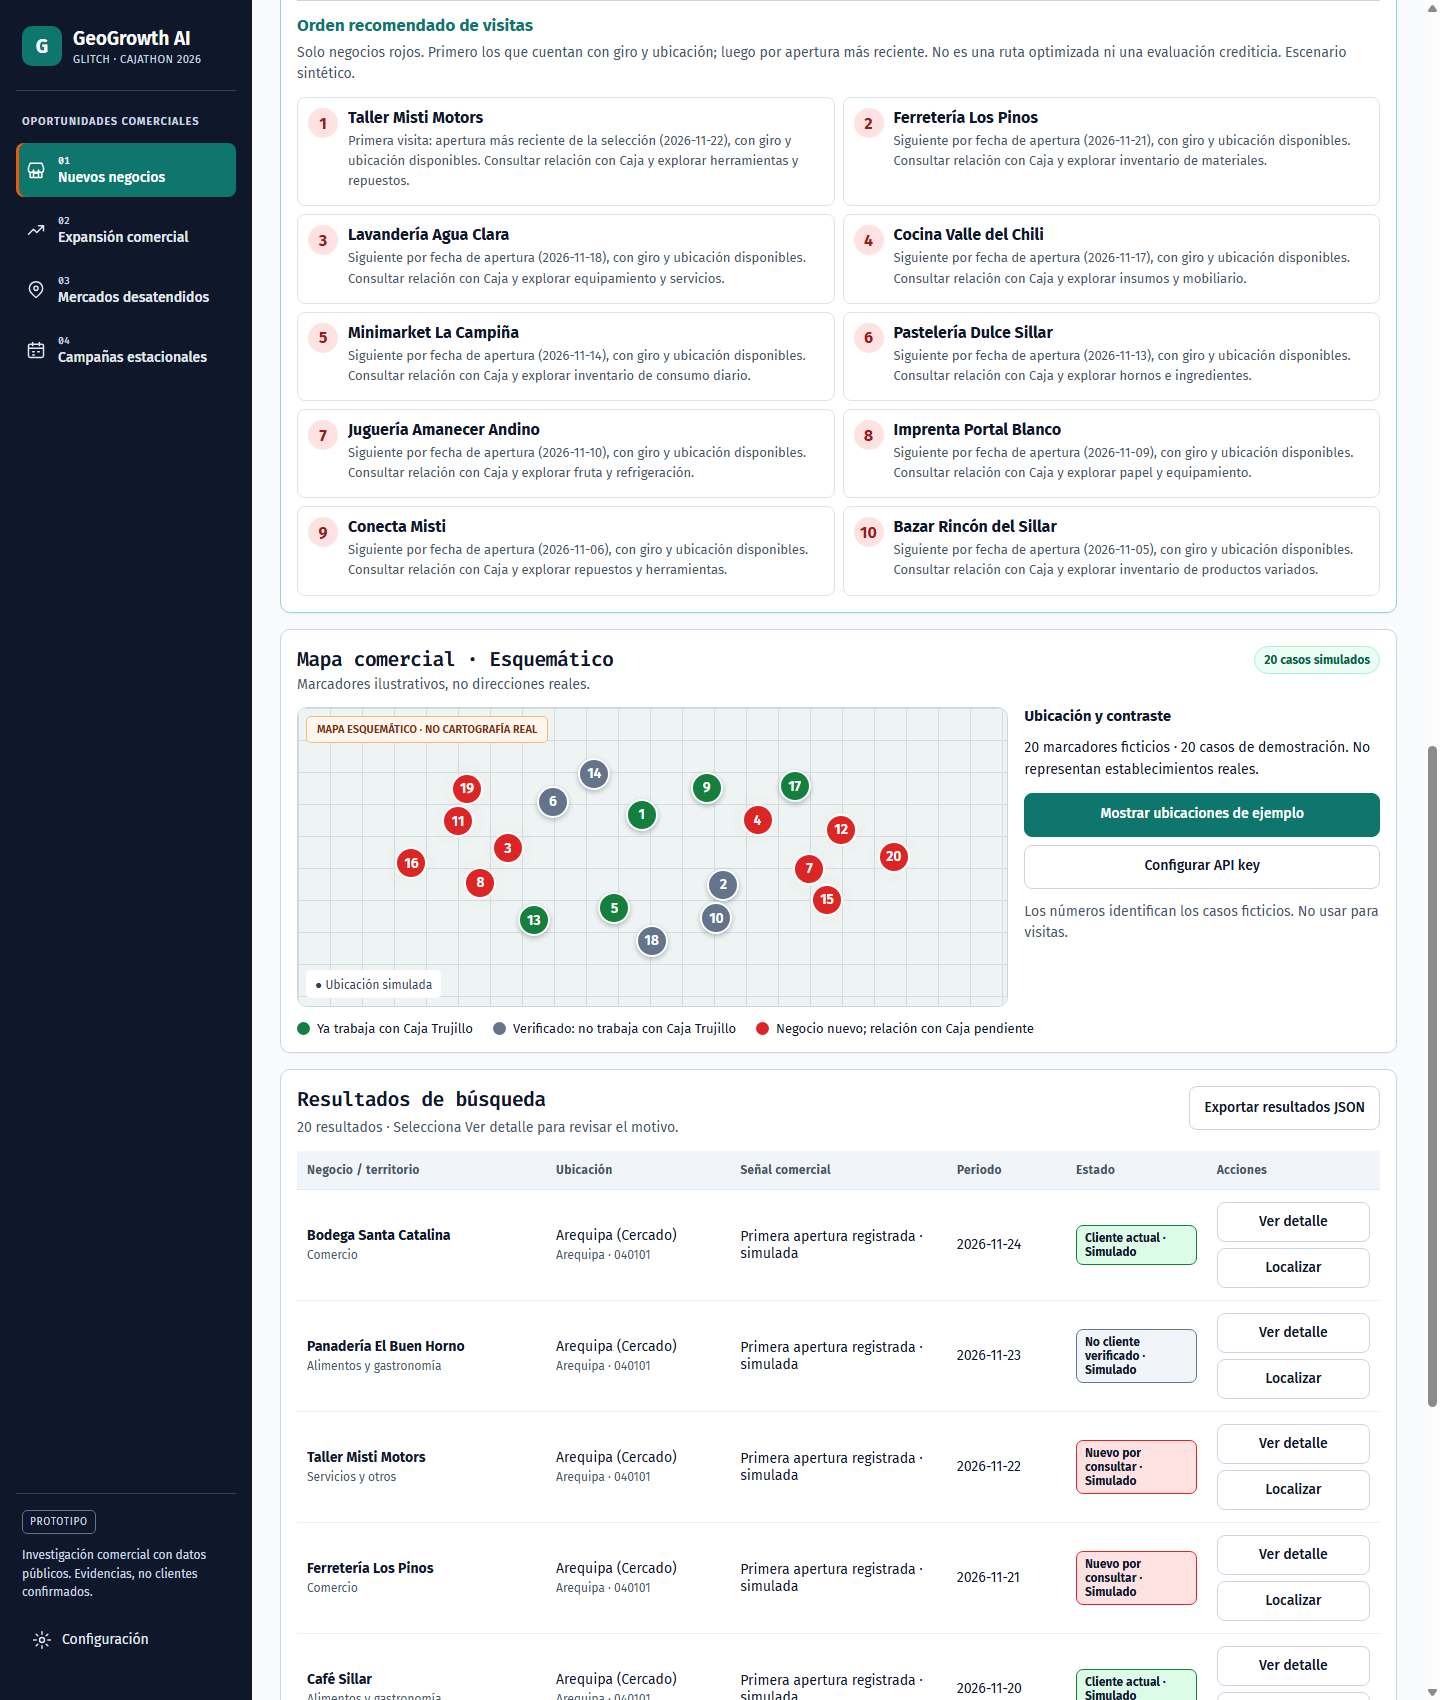 G
GeoGrowth AI
GLITCH · CAJATHON 2026
OPORTUNIDADES COMERCIALES
01
Nuevos negocios
02
Expansión comercial
03
Mercados desatendidos
04
Campañas estacionales
PROTOTIPO
Investigación comercial con datos
públicos. Evidencias, no clientes
confirmados.
Configuración
Orden recomendado de visitas
Solo negocios rojos. Primero los que cuentan con giro y ubicación; luego por apertura más reciente. No es una ruta optimizada ni una evaluación crediticia. Escenario
sintético.
1
Taller Misti Motors
Primera visita: apertura más reciente de la selección (2026-11-22), con giro y
ubicación disponibles. Consultar relación con Caja y explorar herramientas y
repuestos.
2
Ferretería Los Pinos
Siguiente por fecha de apertura (2026-11-21), con giro y ubicación disponibles.
Consultar relación con Caja y explorar inventario de materiales.
3
Lavandería Agua Clara
Siguiente por fecha de apertura (2026-11-18), con giro y ubicación disponibles.
Consultar relación con Caja y explorar equipamiento y servicios.
4
Cocina Valle del Chili
Siguiente por fecha de apertura (2026-11-17), con giro y ubicación disponibles.
Consultar relación con Caja y explorar insumos y mobiliario.
5
Minimarket La Campiña
Siguiente por fecha de apertura (2026-11-14), con giro y ubicación disponibles.
Consultar relación con Caja y explorar inventario de consumo diario.
6
Pastelería Dulce Sillar
Siguiente por fecha de apertura (2026-11-13), con giro y ubicación disponibles.
Consultar relación con Caja y explorar hornos e ingredientes.
7
Juguería Amanecer Andino
Siguiente por fecha de apertura (2026-11-10), con giro y ubicación disponibles.
Consultar relación con Caja y explorar fruta y refrigeración.
8
Imprenta Portal Blanco
Siguiente por fecha de apertura (2026-11-09), con giro y ubicación disponibles.
Consultar relación con Caja y explorar papel y equipamiento.
9
Conecta Misti
Siguiente por fecha de apertura (2026-11-06), con giro y ubicación disponibles.
Consultar relación con Caja y explorar repuestos y herramientas.
10
Bazar Rincón del Sillar
Siguiente por fecha de apertura (2026-11-05), con giro y ubicación disponibles.
Consultar relación con Caja y explorar inventario de productos variados.
Mapa comercial · Esquemático
Marcadores ilustrativos, no direcciones reales.
20 casos simulados
MAPA ESQUEMÁTICO · NO CARTOGRAFÍA REAL
14
19
6
9
17
11
1
4
12
3
16
20
7
8
2
15
5
13
10
18
● Ubicación simulada
Ubicación y contraste
20 marcadores ficticios · 20 casos de demostración. No
representan establecimientos reales.
Mostrar ubicaciones de ejemplo
Configurar API key
Los números identifican los casos ficticios. No usar para
visitas.
Ya trabaja con Caja Trujillo
Verificado: no trabaja con Caja Trujillo
Negocio nuevo; relación con Caja pendiente
Resultados de búsqueda
20 resultados · Selecciona Ver detalle para revisar el motivo.
Exportar resultados JSON
Negocio / territorio
Ubicación
Señal comercial
Periodo
Estado
Acciones
Bodega Santa Catalina
Comercio
Arequipa (Cercado)
Arequipa · 040101
Primera apertura registrada ·
simulada
2026-11-24
Cliente actual ·
Simulado
Ver detalle
Localizar
Panadería El Buen Horno
Alimentos y gastronomía
Arequipa (Cercado)
Arequipa · 040101
Primera apertura registrada ·
simulada
2026-11-23
No cliente
verificado ·
Simulado
Ver detalle
Localizar
Taller Misti Motors
Servicios y otros
Arequipa (Cercado)
Arequipa · 040101
Primera apertura registrada ·
simulada
2026-11-22
Nuevo por
consultar ·
Simulado
Ver detalle
Localizar
Ferretería Los Pinos
Comercio
Arequipa (Cercado)
Arequipa · 040101
Primera apertura registrada ·
simulada
2026-11-21
Nuevo por
consultar ·
Simulado
Ver detalle
Localizar
Café Sillar
Alimentos y gastronomía
Arequipa (Cercado)
Arequipa · 040101
Primera apertura registrada ·
simulada
2026-11-20
Cliente actual ·
Simulado
Ver detalle